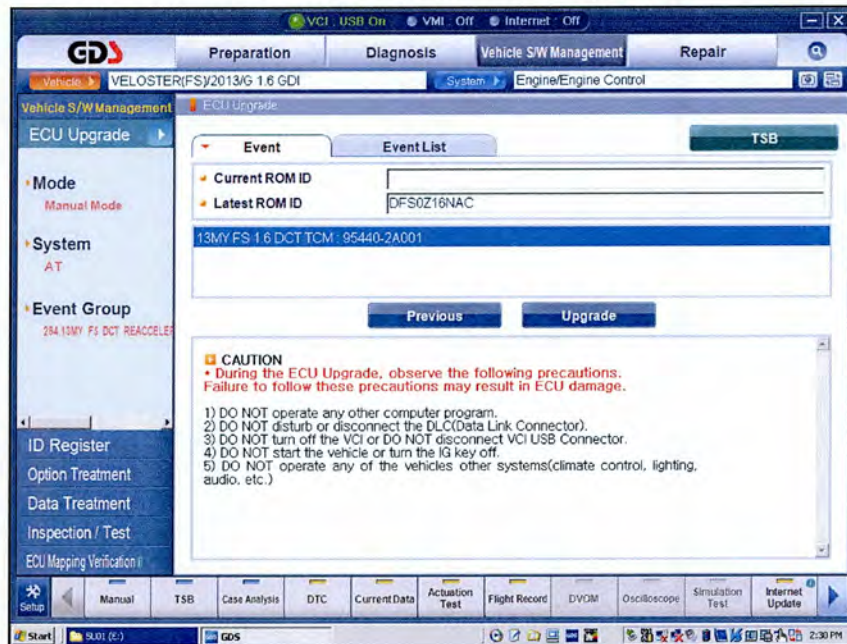 VCI : USB On VMI : Off Internet : Off
GDS Preparation Diagnosis Vehicle S/W Management Repair
Vehicle VELOSTER(FS)/2013/G 1.6 GDI System Engine/Engine Control
Vehicle S/W Management ECU Upgrade
ECU Upgrade
Event Event List TSB
Mode
Manual Mode
Current ROM ID
Latest ROM ID DFS0Z16NAC
System
AT
13MY FS 1.6 DCT TCM : 95440-2A001
Event Group
284.13MY FS DCT REACCELER
Previous Upgrade
CAUTION
• During the ECU Upgrade, observe the following precautions.
Failure to follow these precautions may result in ECU damage.
1) DO NOT operate any other computer program.
2) DO NOT disturb or disconnect the DLC(Data Link Connector).
3) DO NOT turn off the VCI or DO NOT disconnect VCI USB Connector.
4) DO NOT start the vehicle or turn the IG key off.
5) DO NOT operate any of the vehicles other systems(climate control, lighting,
audio, etc.)
ID Register
Option Treatment
Data Treatment
Inspection / Test
ECU Mapping Verification
Setup Manual TSB Case Analysis DTC Current Data Actuation Test Flight Record DVOM Oscilloscope Simulation Test Internet Update
Start SU01 (E:) GDS 2:30 PM